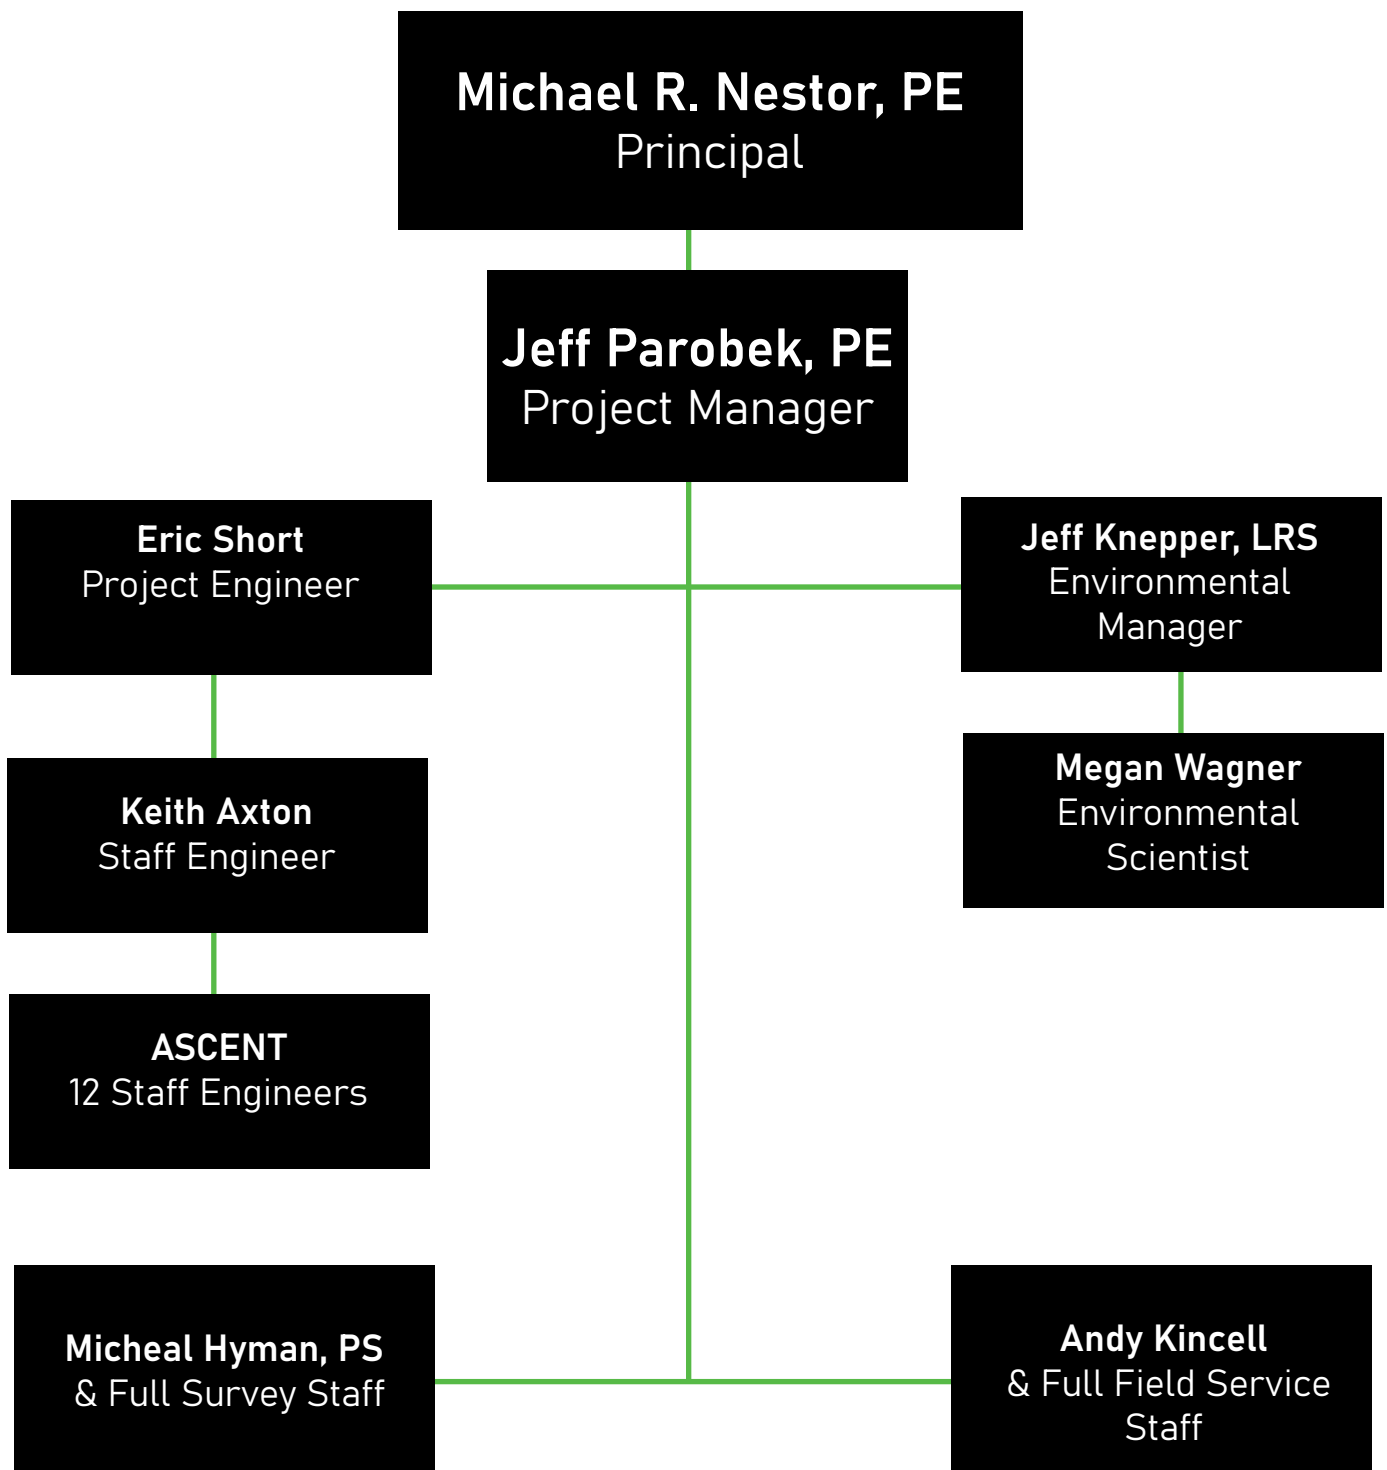 Michael R. Nestor, PE
Principal
Jeff Parobek, PE
Project Manager
Eric Short
Project Engineer
Jeff Knepper, LRS
Environmental
Manager
Keith Axton
Staff Engineer
Megan Wagner
Environmental
Scientist
ASCENT
12 Staff Engineers
Micheal Hyman, PS
& Full Survey Staff
Andy Kincell
& Full Field Service
Staff